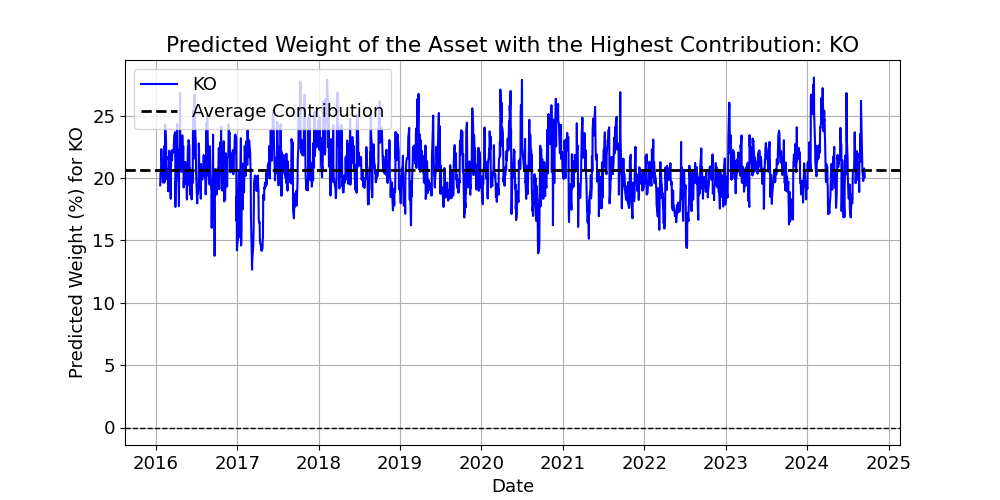 Predicted Weight of the Asset with the Highest Contribution: KO
KO
Average Contribution
Predicted Weight (%) for KO
25
20
15
10
5
0
2016 2017 2018 2019 2020 2021 2022 2023 2024 2025
Date